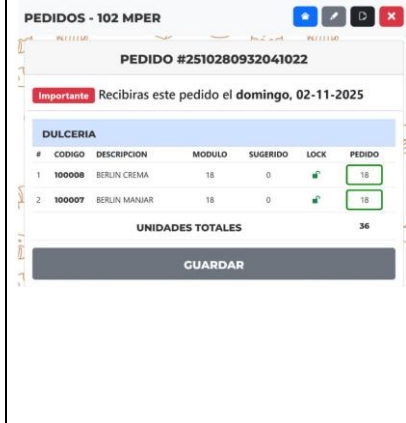 PEDIDOS - 102 MPER
PEDIDO #2510280932041022
Importante Recibiras este pedido el domingo, 02-11-2025
DULCERIA
# CODIGO DESCRIPCION MODULO SUGERIDO LOCK PEDIDO
1 100008 BERLIN CREMA 18 0 18
2 100007 BERLIN MANJAR 18 0 18
UNIDADES TOTALES 36
GUARDAR